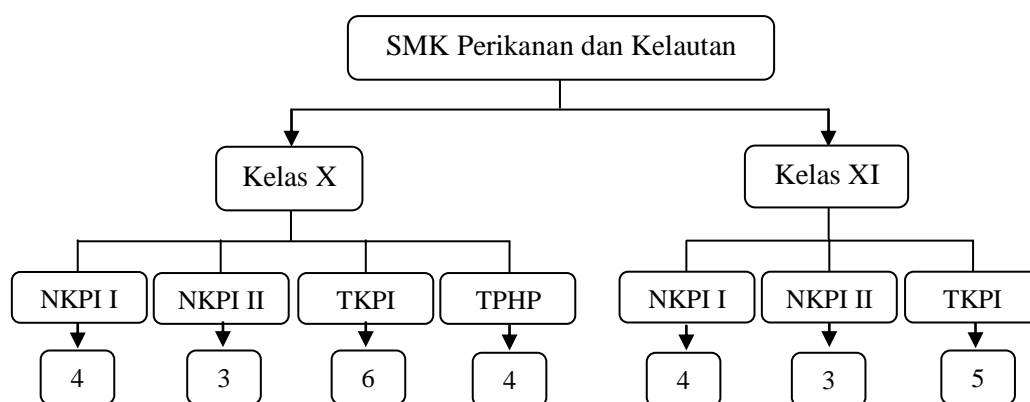 SMK Perikanan dan Kelautan
Kelas X
Kelas XI
NKPI I
NKPI II
TKPI
TPHP
NKPI I
NKPI II
TKPI
4
3
6
4
4
3
5